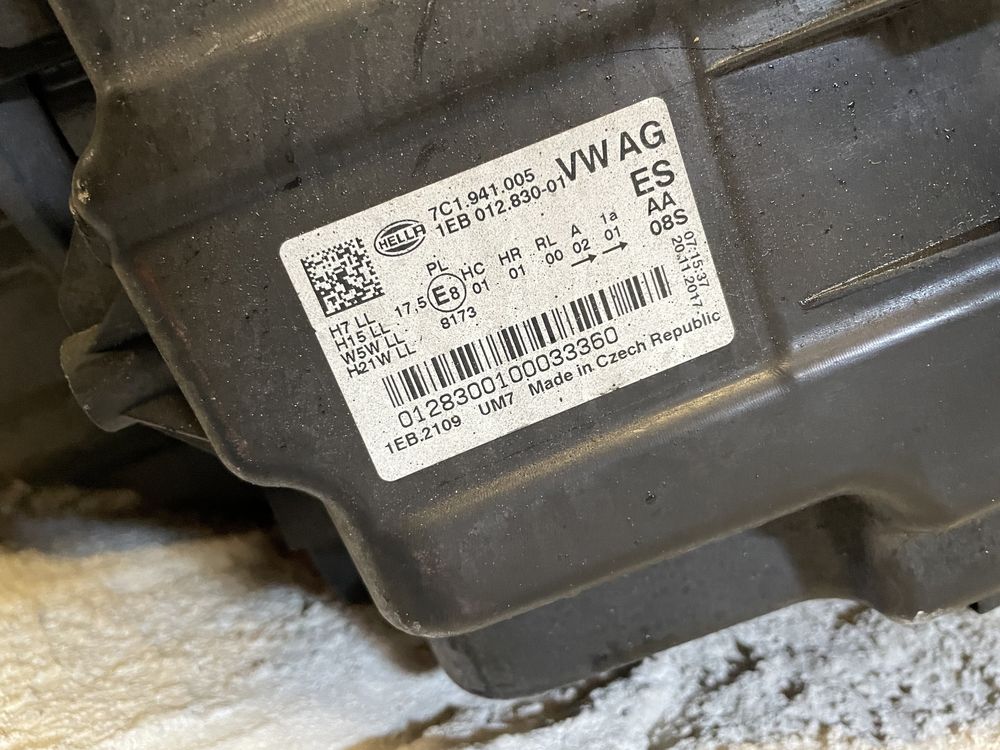 VW AG
ES
AA
08S
7C1.941.005
1EB 012.830-01
HELLA
PL HC HR RL A 1a
17.5 E8 01 01 00 02 01
8173
H7 LL
H15 LL
W5W LL
H21W LL
07:15:37
20.11.2017
0128300100033360
1EB.2109 UM7 Made in Czech Republic